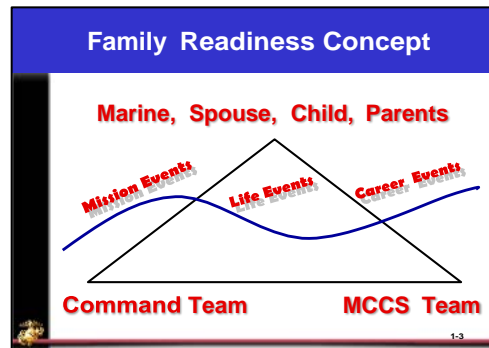 Family Readiness Concept
Marine, Spouse, Child, Parents
Mission Events
Life Events
Career Events
Command Team
MCCS Team
1-3